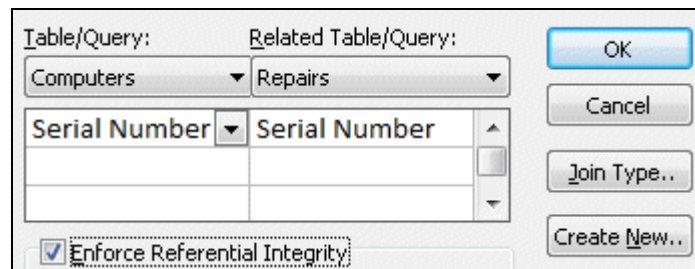 Table/Query: Related Table/Query:
Computers Repairs
Serial Number Serial Number
Enforce Referential Integrity
OK
Cancel
Join Type..
Create New..